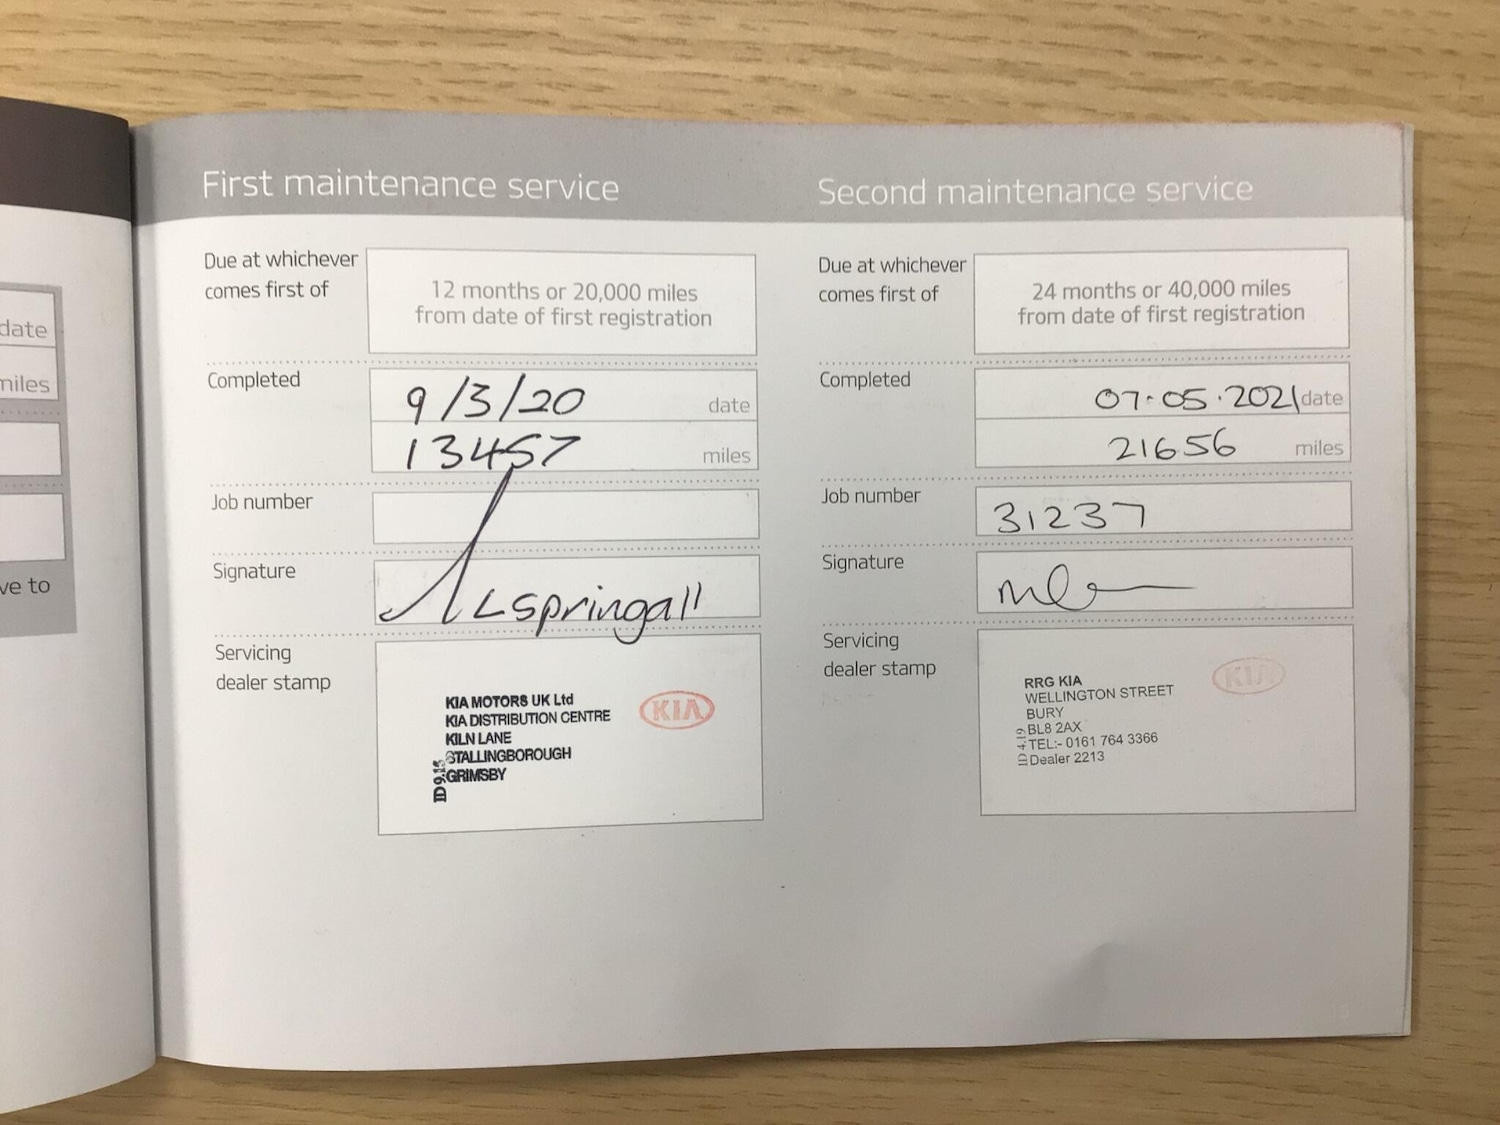 date
miles
ve to
First maintenance service
Due at whichever
comes first of
12 months or 20,000 miles
from date of first registration
Completed
9/3/20 date
13457 miles
Job number
Signature
LSpringall
Servicing
dealer stamp
KIA MOTORS UK Ltd
KIA DISTRIBUTION CENTRE
KILN LANE
STALLINGBOROUGH
GRIMSBY
KIA
Second maintenance service
Due at whichever
comes first of
24 months or 40,000 miles
from date of first registration
Completed
07.05.2021 date
21656 miles
Job number
31237
Signature
Servicing
dealer stamp
RRG KIA
WELLINGTON STREET
BURY
BL8 2AX
TEL:- 0161 764 3366
Dealer 2213
KIA